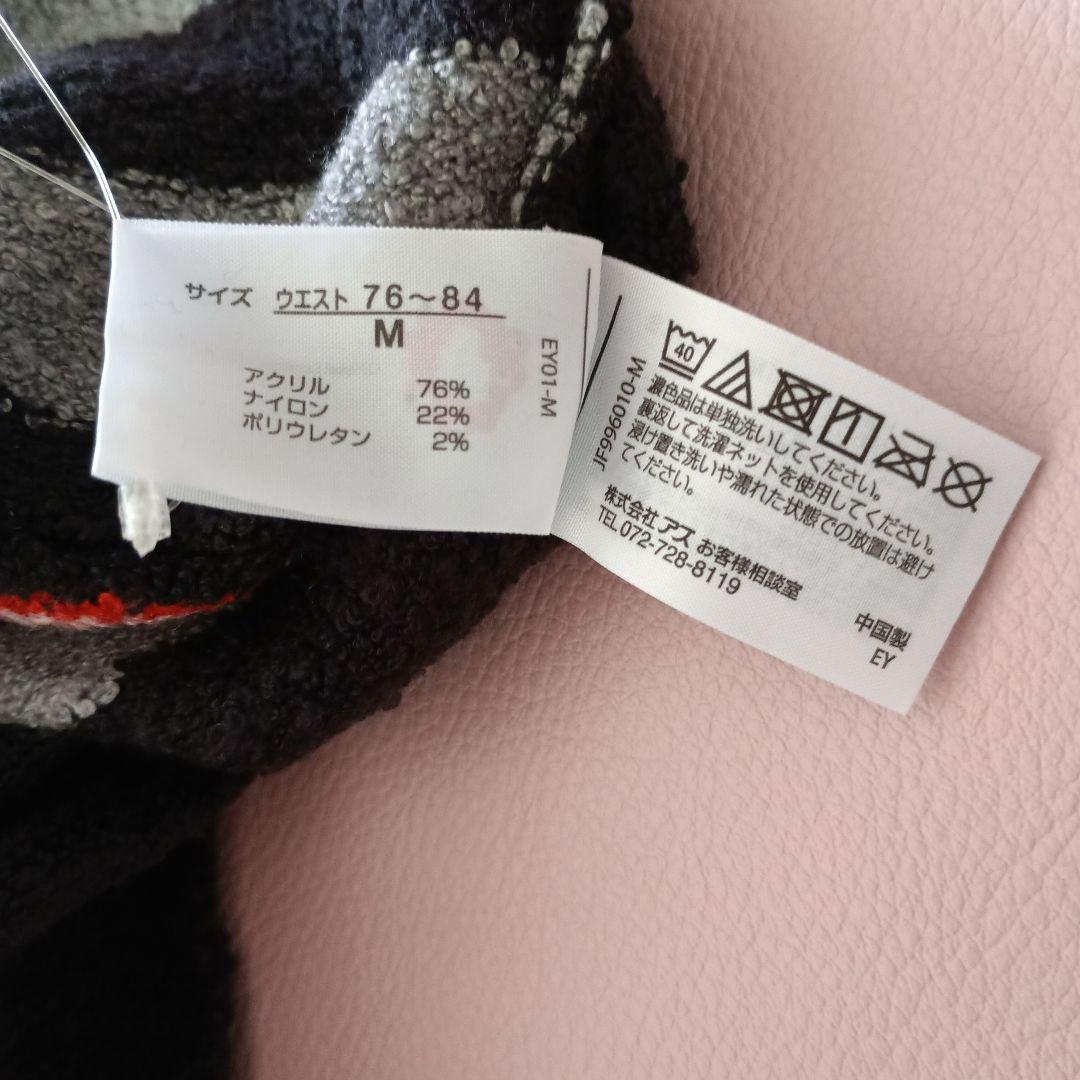 サイズ ウエスト 76～84
M
アクリル 76%
ナイロン 22%
ポリウレタン 2%
EY01-M
JF996010-M
40
濃色品は単独洗いしてください。
裏返して洗濯ネットを使用してください。
浸け置き洗いや濡れた状態での放置は避け
てください。
株式会社 アズ お客様相談室
TEL072-728-8119
中国製
EY